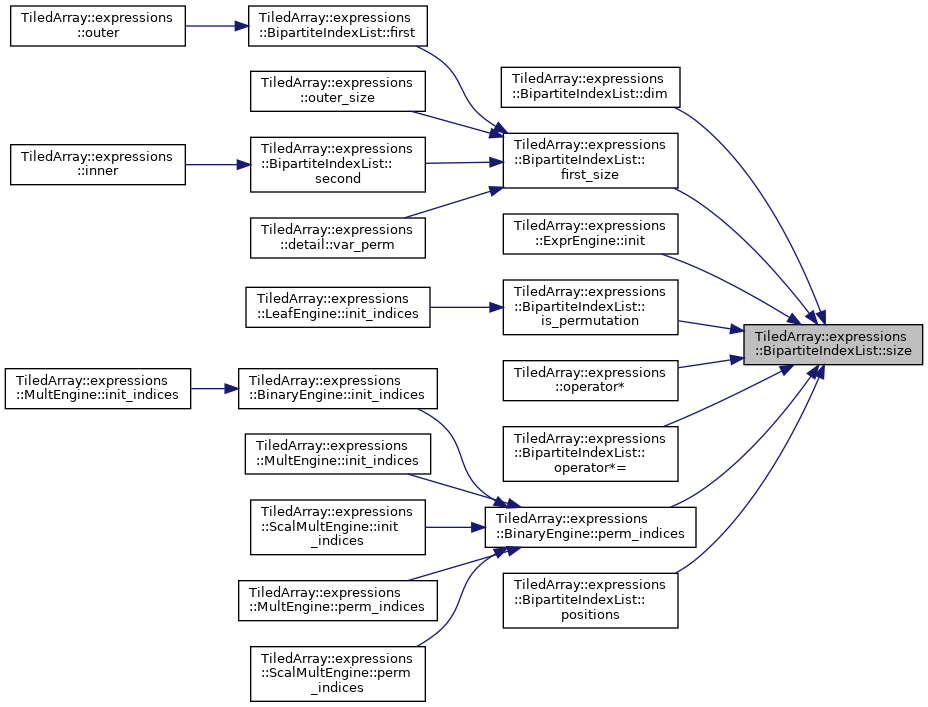 TiledArray::expressions
::outer
TiledArray::expressions
::BipartiteIndexList::first
TiledArray::expressions
::outer_size
TiledArray::expressions
::BipartiteIndexList::dim
TiledArray::expressions
::BipartiteIndexList::
first_size
TiledArray::expressions
::inner
TiledArray::expressions
::BipartiteIndexList::
second
TiledArray::expressions
::detail::var_perm
TiledArray::expressions
::ExprEngine::init
TiledArray::expressions
::LeafEngine::init_indices
TiledArray::expressions
::BipartiteIndexList::
is_permutation
TiledArray::expressions
::BipartiteIndexList::size
TiledArray::expressions
::operator*
TiledArray::expressions
::MultEngine::init_indices
TiledArray::expressions
::BinaryEngine::init_indices
TiledArray::expressions
::MultEngine::init_indices
TiledArray::expressions
::BipartiteIndexList::
operator*=
TiledArray::expressions
::ScalMultEngine::init
_indices
TiledArray::expressions
::BinaryEngine::perm_indices
TiledArray::expressions
::MultEngine::perm_indices
TiledArray::expressions
::BipartiteIndexList::
positions
TiledArray::expressions
::ScalMultEngine::perm
_indices